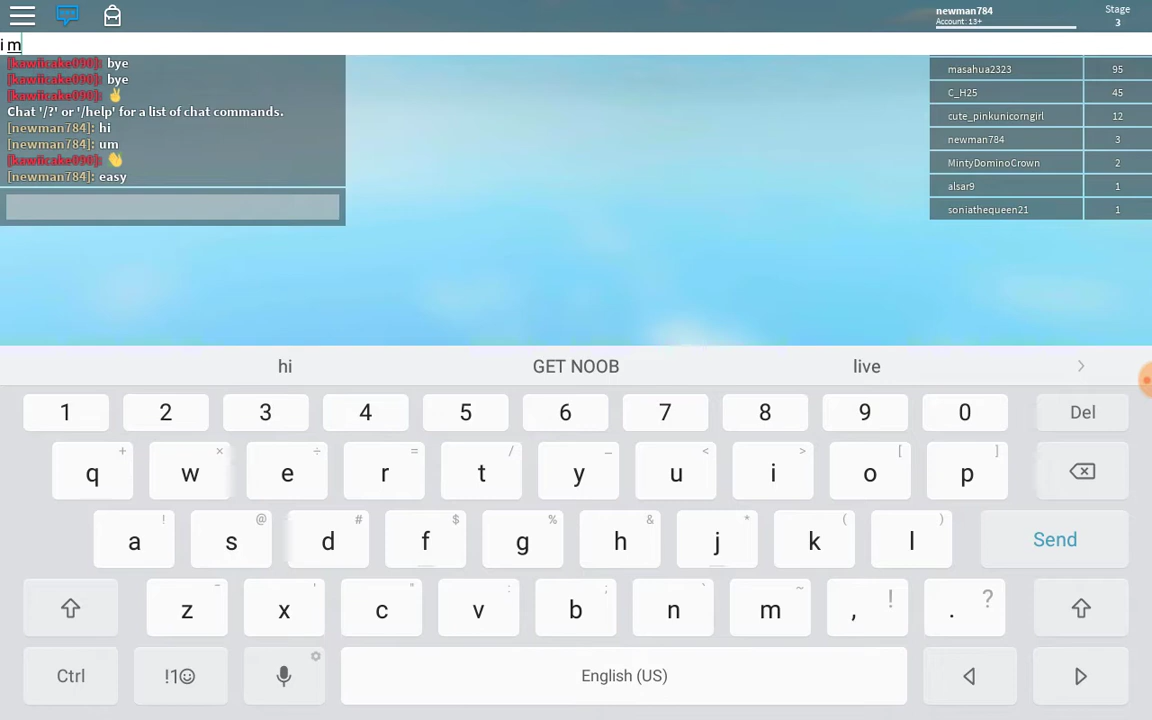 newman784
Account: 13+
Stage
3
i m
[kawiicake090]: bye
[kawiicake090]: bye
[kawiicake090]: ✌
Chat '/?' or '/help' for a list of chat commands.
[newman784]: hi
[newman784]: um
[kawiicake090]: 👋
[newman784]: easy
masahua2323 95
C_H25 45
cute_pinkunicorngirl 12
newman784 3
MintyDominoCrown 2
alsar9 1
soniathequeen21 1
hi GET NOOB live >
1 2 3 4 5 6 7 8 9 0 Del
+ × ÷ = / _ < > [ ]
q w e r t y u i o p
! @ # $ % & * ( )
a s d f g h j k l Send
- ' " : ; ` ~ ! ?
z x c v b n m , .
Ctrl !1☺ English (US)